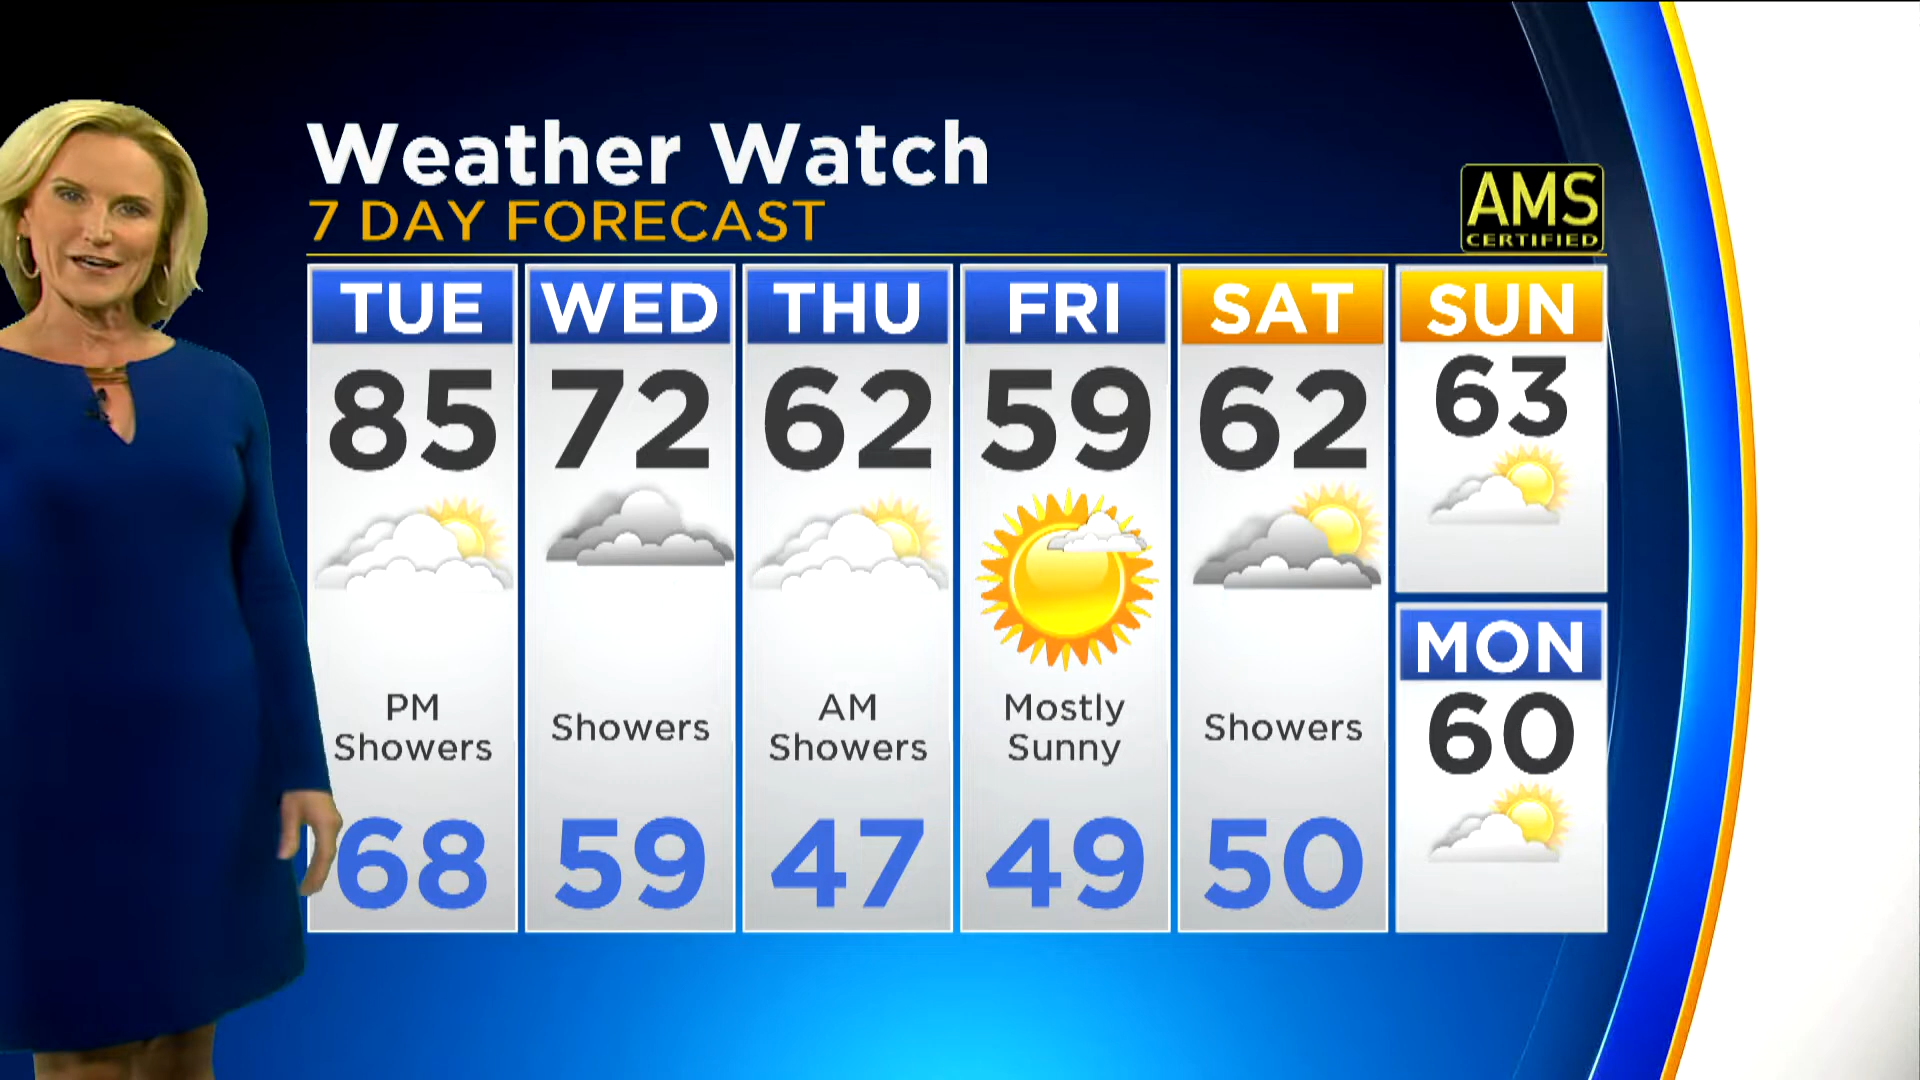 Weather Watch
7 DAY FORECAST
AMS
CERTIFIED
TUE
85
PM
Showers
68
WED
72
Showers
59
THU
62
AM
Showers
47
FRI
59
Mostly
Sunny
49
SAT
62
Showers
50
SUN
63
MON
60